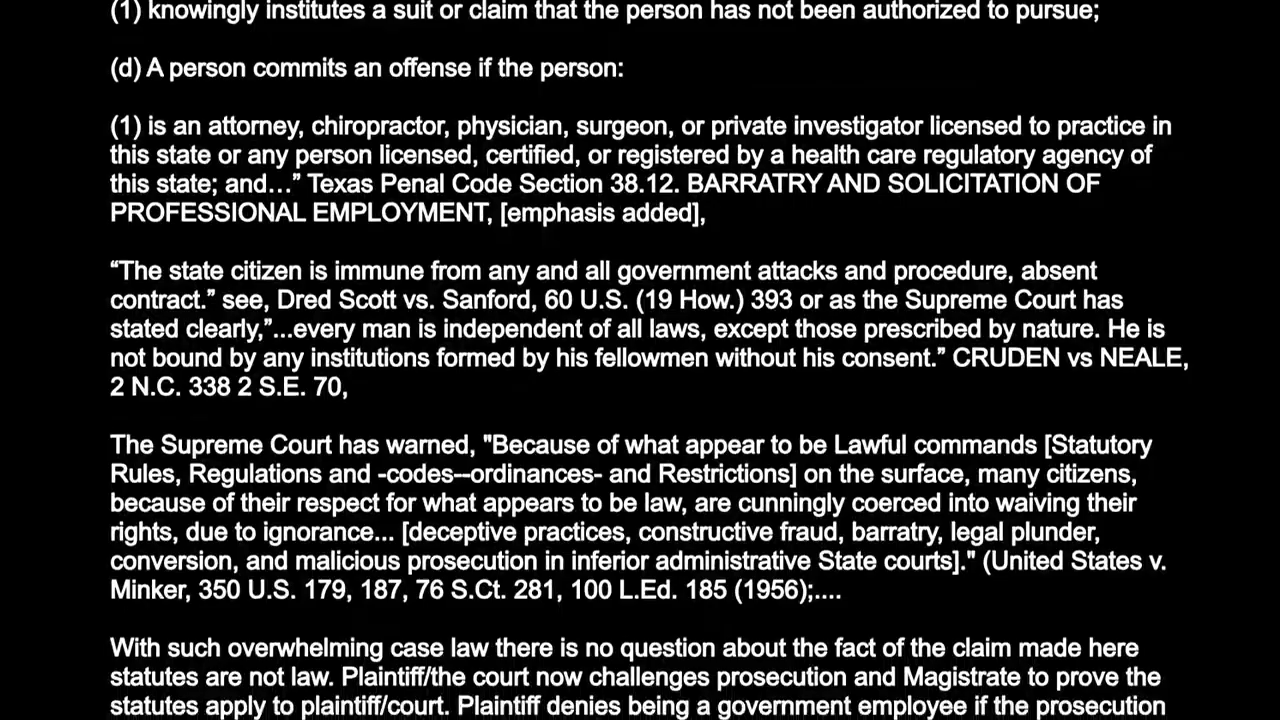 (1) knowingly institutes a suit or claim that the person has not been authorized to pursue;
(d) A person commits an offense if the person:
(1) is an attorney, chiropractor, physician, surgeon, or private investigator licensed to practice in
this state or any person licensed, certified, or registered by a health care regulatory agency of
this state; and…” Texas Penal Code Section 38.12. BARRATRY AND SOLICITATION OF
PROFESSIONAL EMPLOYMENT, [emphasis added],
“The state citizen is immune from any and all government attacks and procedure, absent
contract.” see, Dred Scott vs. Sanford, 60 U.S. (19 How.) 393 or as the Supreme Court has
stated clearly,”...every man is independent of all laws, except those prescribed by nature. He is
not bound by any institutions formed by his fellowmen without his consent.” CRUDEN vs NEALE,
2 N.C. 338 2 S.E. 70,
The Supreme Court has warned, "Because of what appear to be Lawful commands [Statutory
Rules, Regulations and -codes--ordinances- and Restrictions] on the surface, many citizens,
because of their respect for what appears to be law, are cunningly coerced into waiving their
rights, due to ignorance... [deceptive practices, constructive fraud, barratry, legal plunder,
conversion, and malicious prosecution in inferior administrative State courts]." (United States v.
Minker, 350 U.S. 179, 187, 76 S.Ct. 281, 100 L.Ed. 185 (1956);....
With such overwhelming case law there is no question about the fact of the claim made here
statutes are not law. Plaintiff/the court now challenges prosecution and Magistrate to prove the
statutes apply to plaintiff/court. Plaintiff denies being a government employee if the prosecution